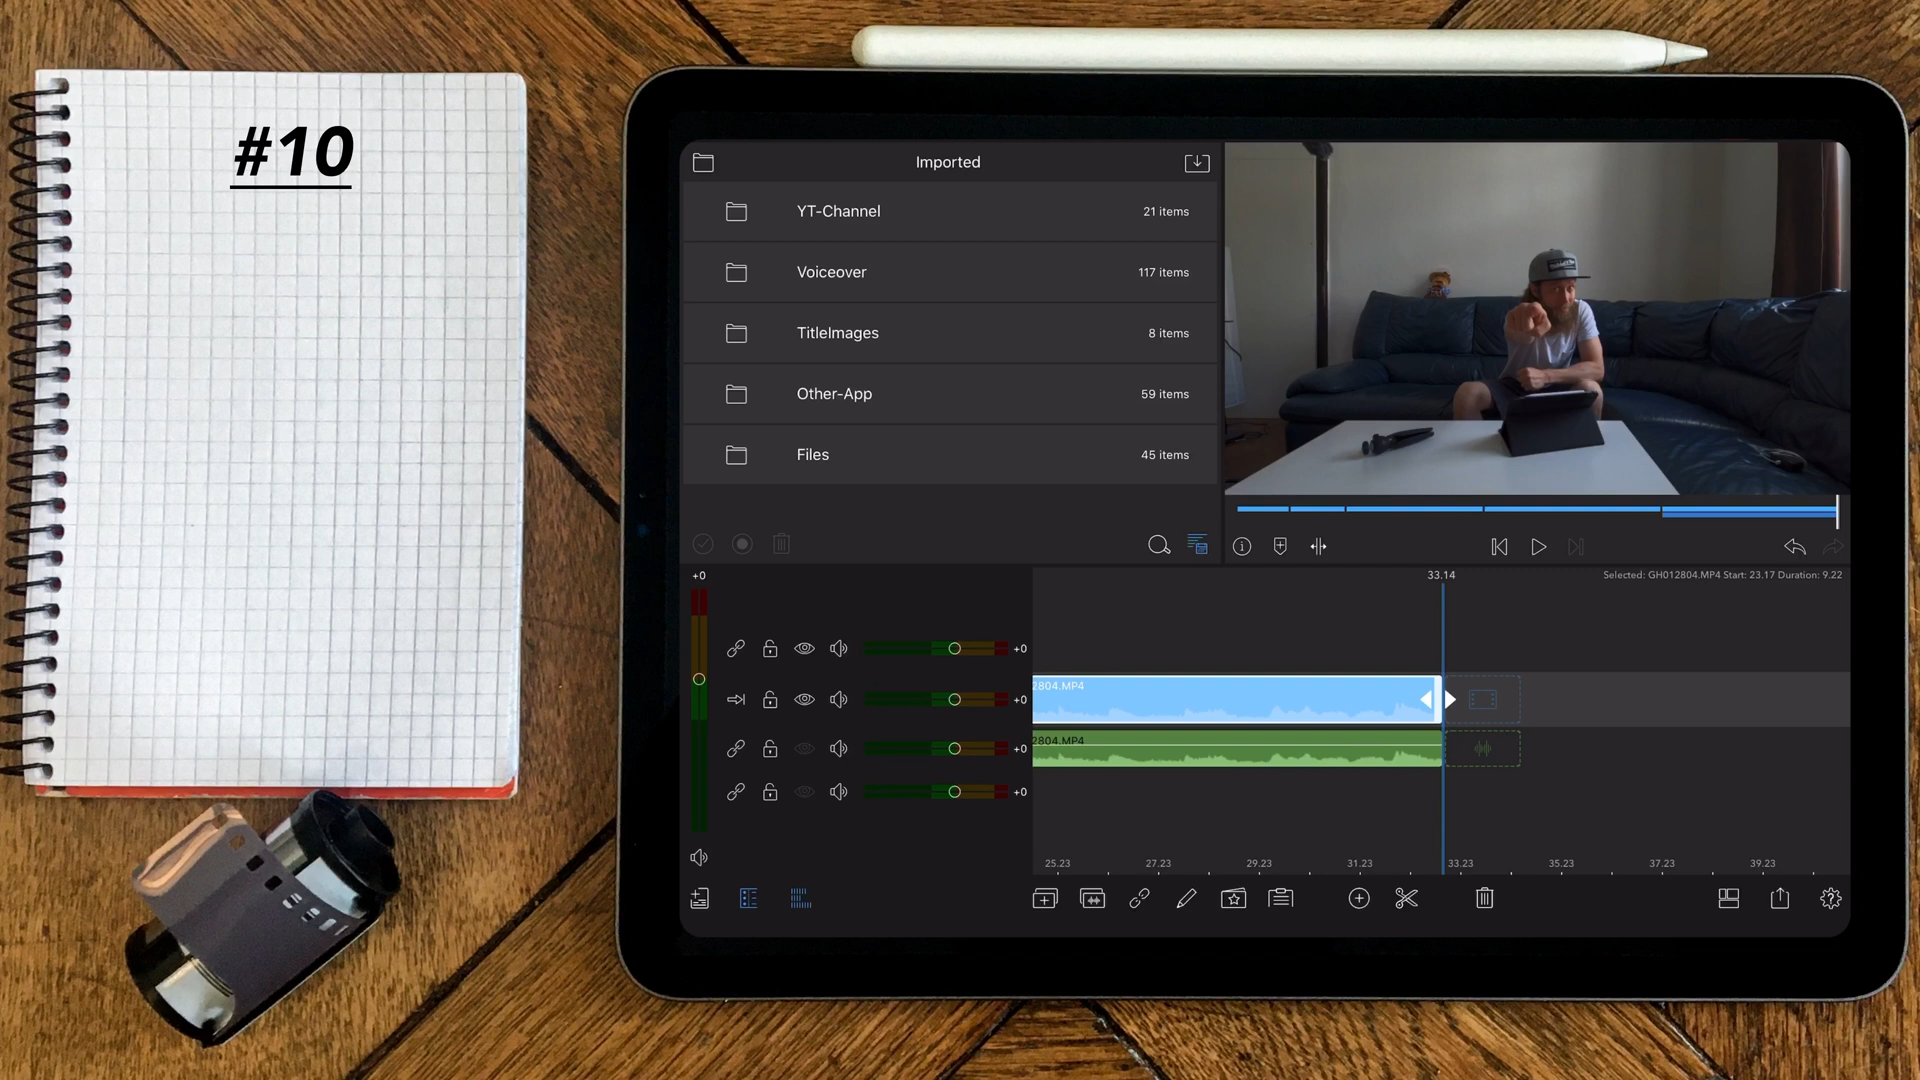 #10
Imported
YT-Channel 21 items
Voiceover 117 items
TitleImages 8 items
Other-App 59 items
Files 45 items
+0
33.14
Selected: GH012804.MP4 Start: 23.17 Duration: 9.22
+0
2804.MP4
+0
2804.MP4
+0
+0
25.23 27.23 29.23 31.23 33.23 35.23 37.23 39.23